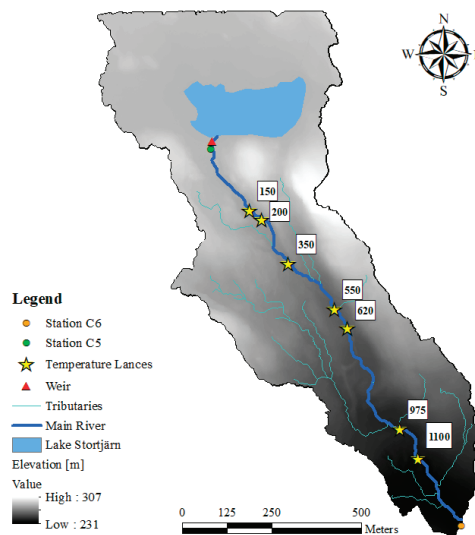 N
W
S
150
200
350
550
620
975
1100
Legend
Station C6
Station C5
Temperature Lances
Weir
Tributaries
Main River
Lake Stortjärn
Elevation [m]
Value
High : 307
Low : 231
0 125 250 500
Meters